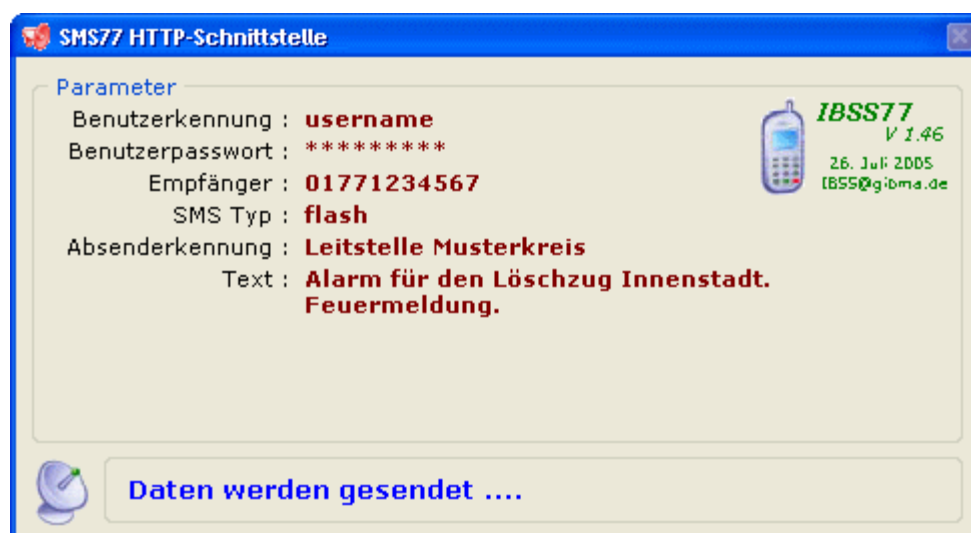 SMS77 HTTP-Schnittstelle
Parameter
Benutzerkennung : username
Benutzerpasswort : *********
Empfänger : 01771234567
SMS Typ : flash
Absenderkennung : Leitstelle Musterkreis
Text : Alarm für den Löschzug Innenstadt.
Feuermeldung.
IBSS77
V 1.46
26. Juli 2005
IBSS@gibma.de
Daten werden gesendet ....